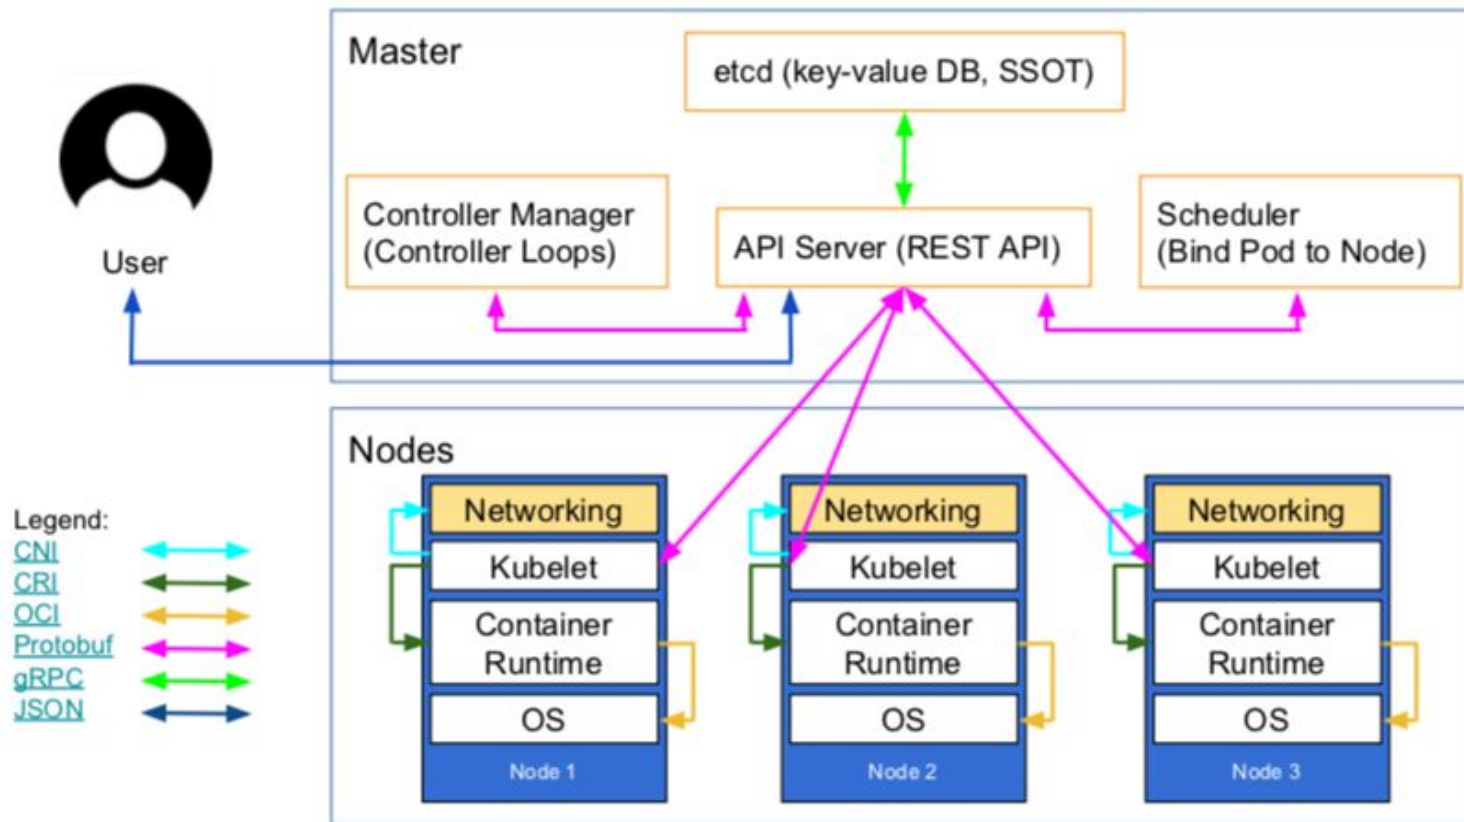 Master
etcd (key-value DB, SSOT)
Controller Manager
(Controller Loops)
API Server (REST API)
Scheduler
(Bind Pod to Node)
User
Nodes
Networking
Kubelet
Container
Runtime
OS
Node 1
Networking
Kubelet
Container
Runtime
OS
Node 2
Networking
Kubelet
Container
Runtime
OS
Node 3
Legend:
CNI
CRI
OCI
Protobuf
gRPC
JSON